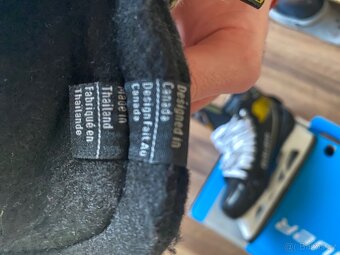 Designed in
Canada
Design Fait Au
Canada
Made in
Thailand
Fabriqué en
Thaïlande